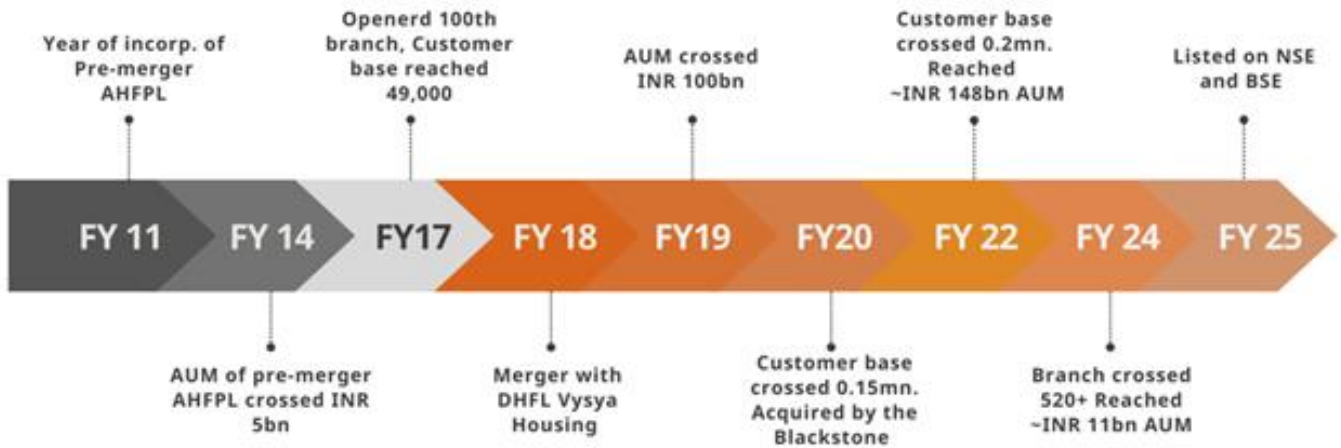 Year of incorp. of
Pre-merger
AHFPL
Openerd 100th
branch, Customer
base reached
49,000
AUM crossed
INR 100bn
Customer base
crossed 0.2mn.
Reached
~INR 148bn AUM
Listed on NSE
and BSE
FY 11
FY 14
FY17
FY 18
FY19
FY20
FY 22
FY 24
FY 25
AUM of pre-merger
AHFPL crossed INR
5bn
Merger with
DHFL Vysya
Housing
Customer base
crossed 0.15mn.
Acquired by the
Blackstone
Branch crossed
520+ Reached
~INR 11bn AUM